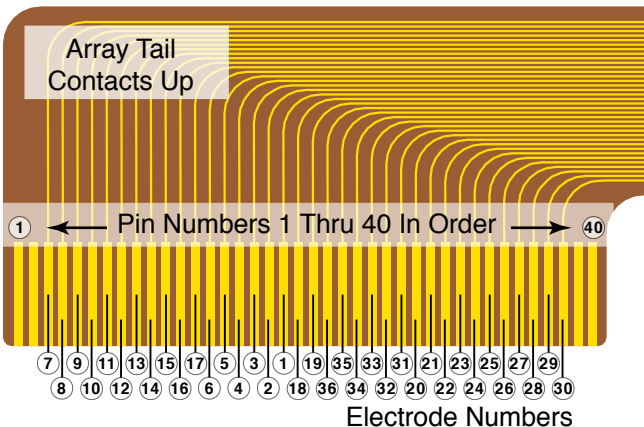 Array Tail
Contacts Up
1 Pin Numbers 1 Thru 40 In Order 40
7 9 11 13 15 17 5 3 1 19 35 33 31 21 23 25 27 29
8 10 12 14 16 6 4 2 18 36 34 32 20 22 24 26 28 30
Electrode Numbers